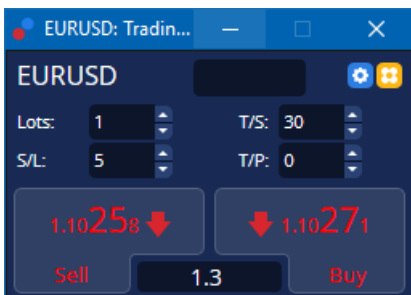 EURUSD: Tradin...
EURUSD
Lots: 1 T/S: 30
S/L: 5 T/P: 0
1.10258 1.10271
Sell 1.3 Buy